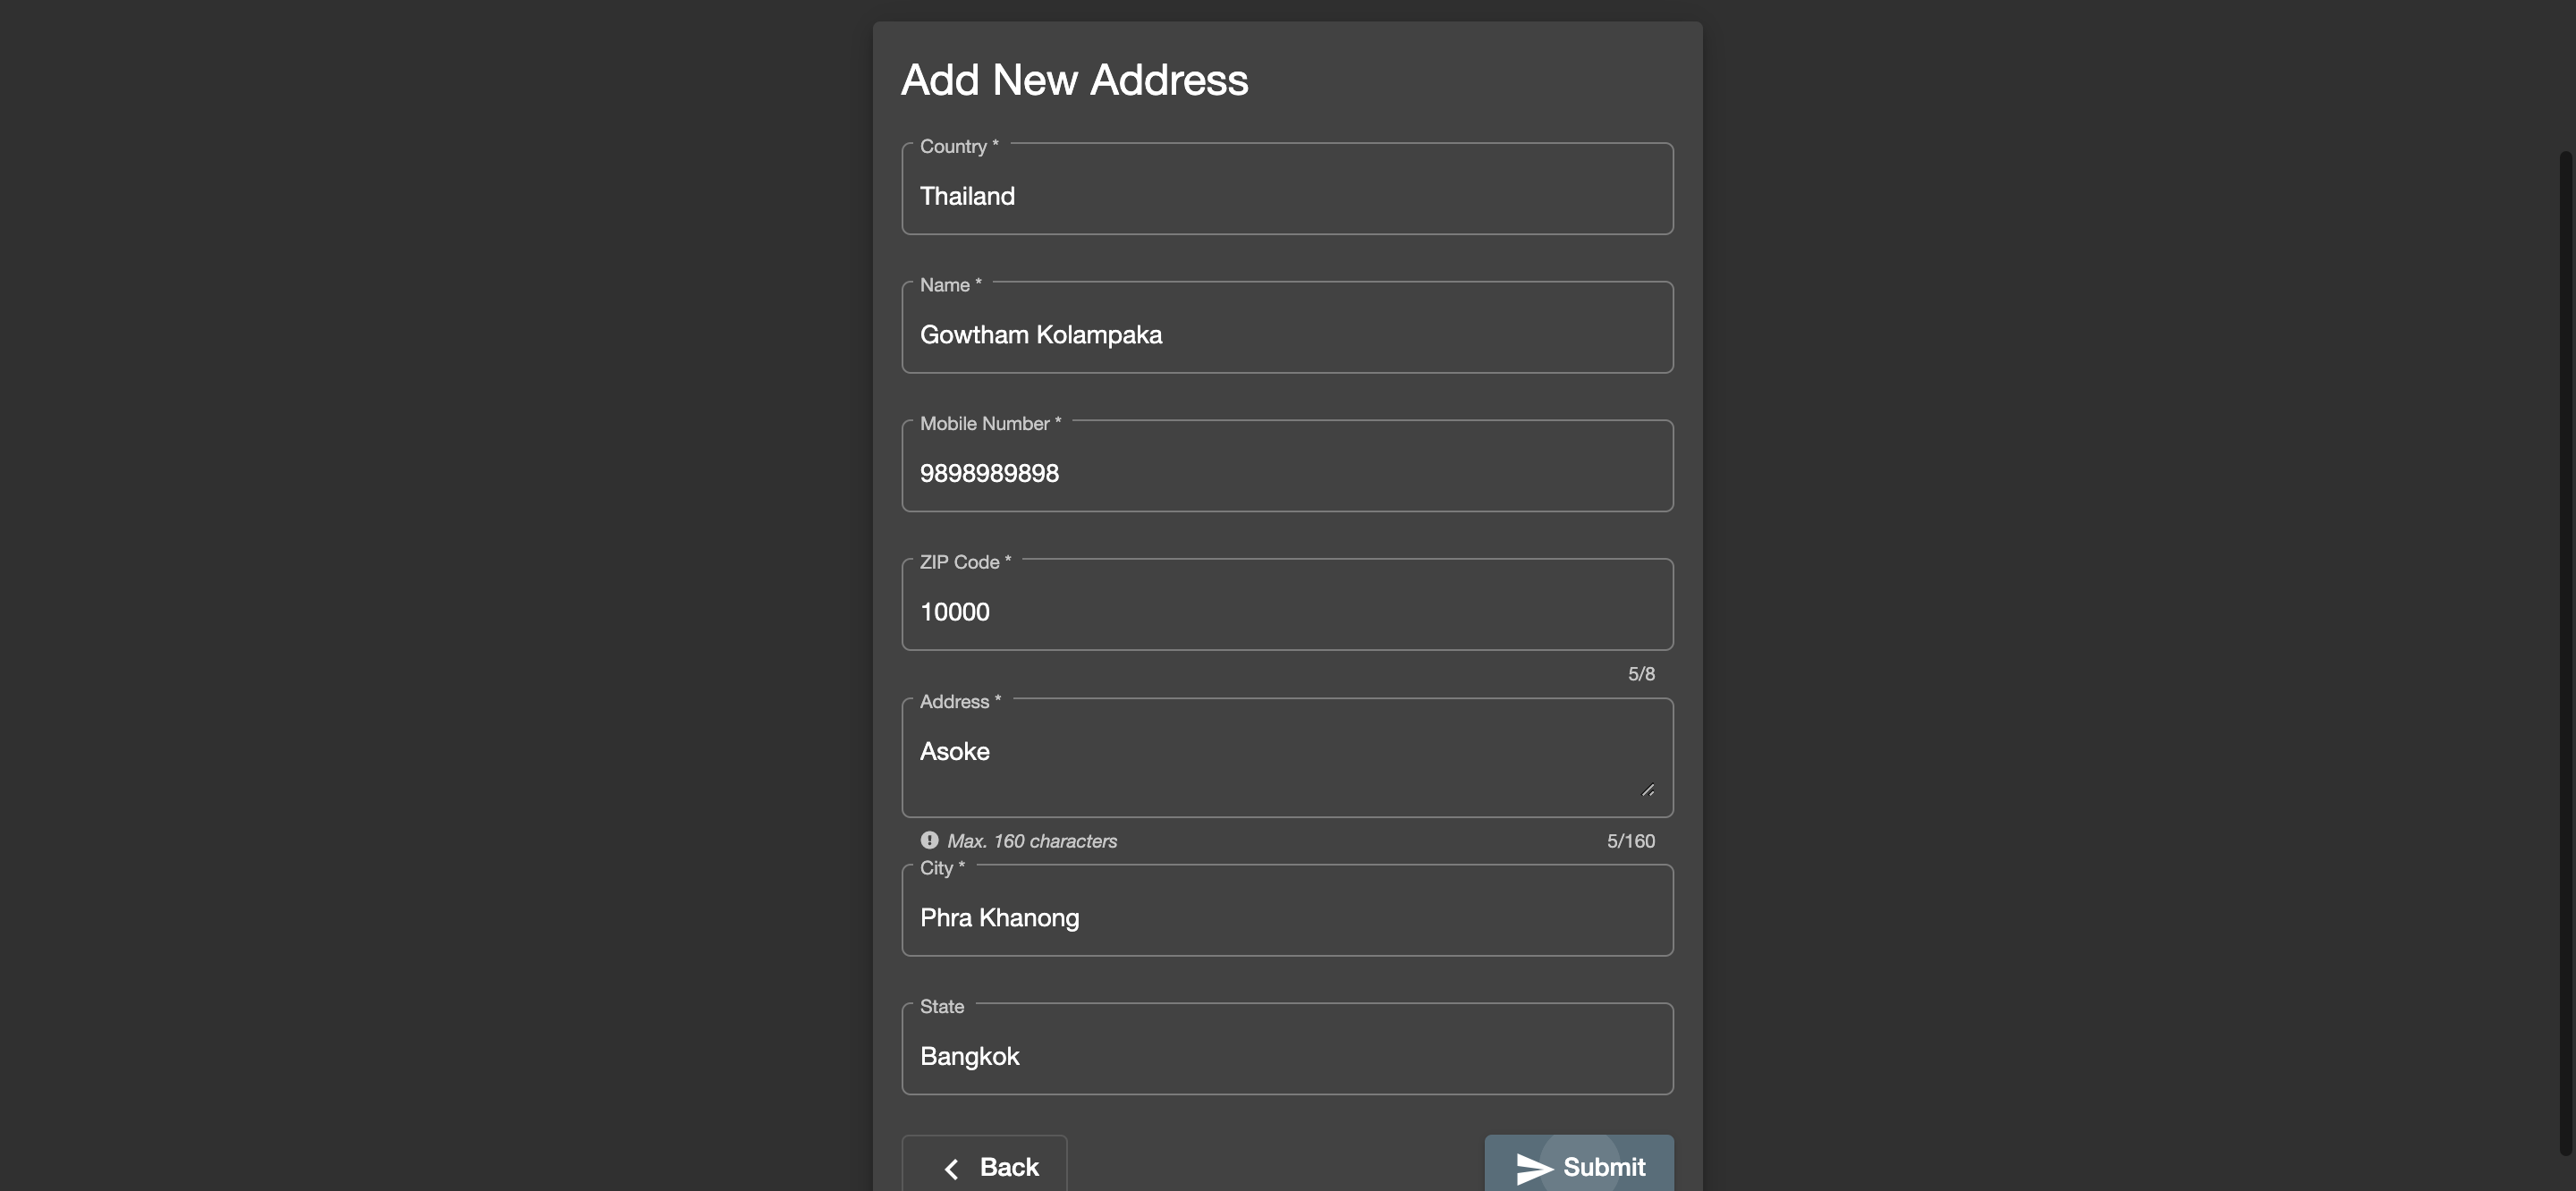 Add New Address
Country *
Thailand
Name *
Gowtham Kolampaka
Mobile Number *
9898989898
ZIP Code *
10000
5/8
Address *
Asoke
Max. 160 characters
5/160
City *
Phra Khanong
State
Bangkok
Back
Submit